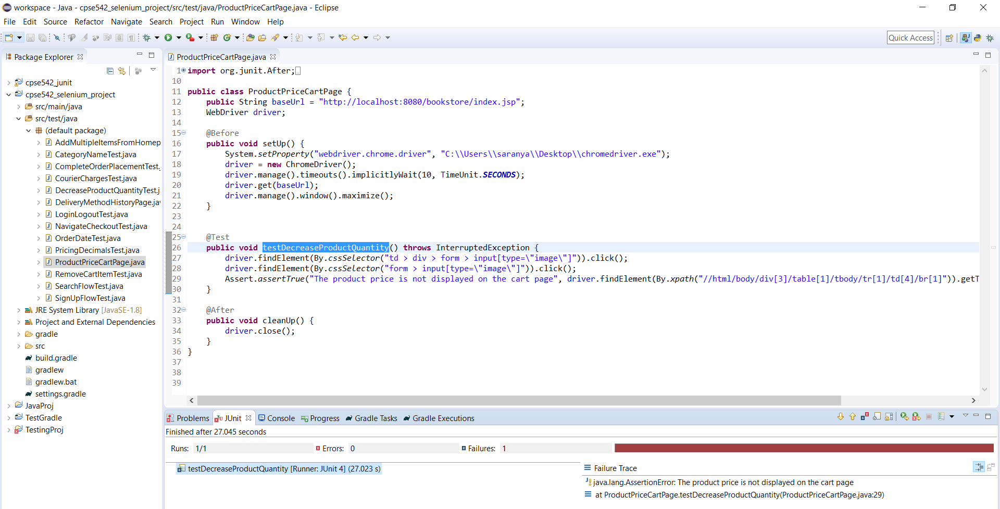 workspace - Java - cpse542_selenium_project/src/test/java/ProductPriceCartPage.java - Eclipse
File Edit Source Refactor Navigate Search Project Run Window Help
Quick Access
Package Explorer
cpse542_junit
cpse542_selenium_project
src/main/java
src/test/java
(default package)
AddMultipleItemsFromHomep
CategoryNameTest.java
CompleteOrderPlacementTest.
CourierChargesTest.java
DecreaseProductQuantityTest.j
DeliveryMethodHistoryPage.jav
LoginLogoutTest.java
NavigateCheckoutTest.java
OrderDateTest.java
PricingDecimalsTest.java
ProductPriceCartPage.java
RemoveCartItemTest.java
SearchFlowTest.java
SignUpFlowTest.java
JRE System Library [JavaSE-1.8]
Project and External Dependencies
gradle
src
build.gradle
gradlew
gradlew.bat
settings.gradle
JavaProj
TestGradle
TestingProj
ProductPriceCartPage.java
1 import org.junit.After;
10
11 public class ProductPriceCartPage {
12 public String baseUrl = "http://localhost:8080/bookstore/index.jsp";
13 WebDriver driver;
14
15 @Before
16 public void setUp() {
17 System.setProperty("webdriver.chrome.driver", "C:\\Users\\saranya\\Desktop\\chromedriver.exe");
18 driver = new ChromeDriver();
19 driver.manage().timeouts().implicitlyWait(10, TimeUnit.SECONDS);
20 driver.get(baseUrl);
21 driver.manage().window().maximize();
22 }
23
24
25 @Test
26 public void testDecreaseProductQuantity() throws InterruptedException {
27 driver.findElement(By.cssSelector("td > div > form > input[type=\"image\"]")).click();
28 driver.findElement(By.cssSelector("form > input[type=\"image\"]")).click();
29 Assert.assertTrue("The product price is not displayed on the cart page", driver.findElement(By.xpath("//html/body/div[3]/table[1]/tbody/tr[1]/td[4]/br[1]")).getT
30 }
31
32 @After
33 public void cleanUp() {
34 driver.close();
35 }
36 }
37
38
39
Problems JUnit Console Progress Gradle Tasks Gradle Executions
Finished after 27.045 seconds
Runs: 1/1 Errors: 0 Failures: 1
testDecreaseProductQuantity [Runner: JUnit 4] (27.023 s)
Failure Trace
java.lang.AssertionError: The product price is not displayed on the cart page
at ProductPriceCartPage.testDecreaseProductQuantity(ProductPriceCartPage.java:29)